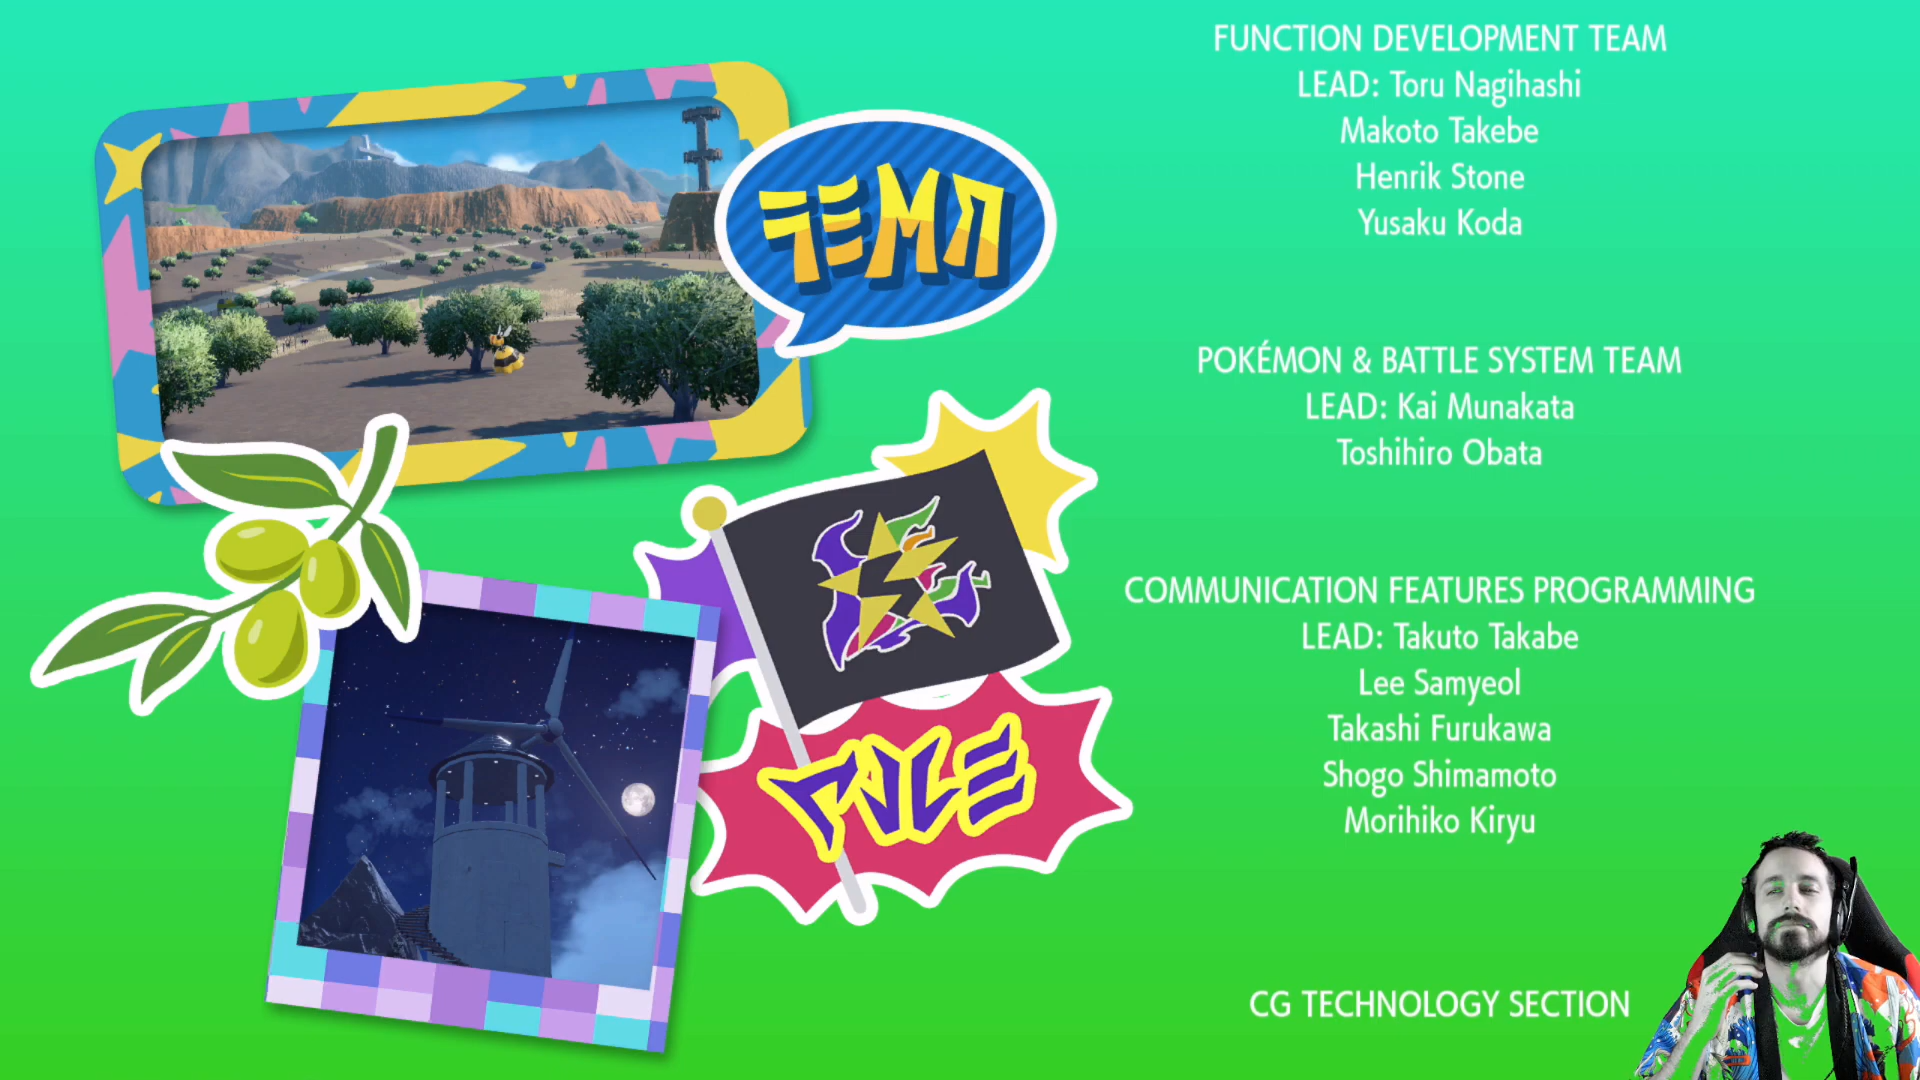 FUNCTION DEVELOPMENT TEAM
LEAD: Toru Nagihashi
Makoto Takebe
Henrik Stone
Yusaku Koda
POKÉMON & BATTLE SYSTEM TEAM
LEAD: Kai Munakata
Toshihiro Obata
COMMUNICATION FEATURES PROGRAMMING
LEAD: Takuto Takabe
Lee Samyeol
Takashi Furukawa
Shogo Shimamoto
Morihiko Kiryu
CG TECHNOLOGY SECTION